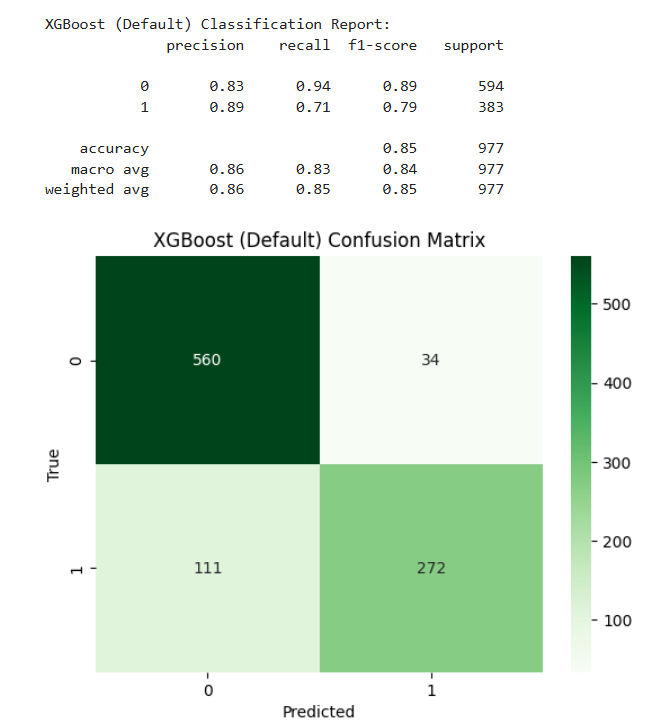 XGBoost (Default) Classification Report:
precision recall f1-score support
0 0.83 0.94 0.89 594
1 0.89 0.71 0.79 383
accuracy 0.85 977
macro avg 0.86 0.83 0.84 977
weighted avg 0.86 0.85 0.85 977
XGBoost (Default) Confusion Matrix
0
560
34
1
111
272
True
0
1
Predicted
500
400
300
200
100